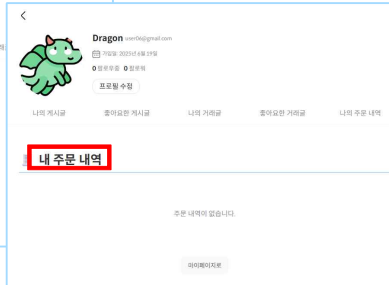 Dragon user06@gmail.com
가입일: 2025년 6월 19일
0 팔로우중 0 팔로워
프로필 수정
나의 게시글 좋아요한 게시글 나의 거래글 좋아요한 거래글 나의 주문 내역
내 주문 내역
주문 내역이 없습니다.
마이페이지로